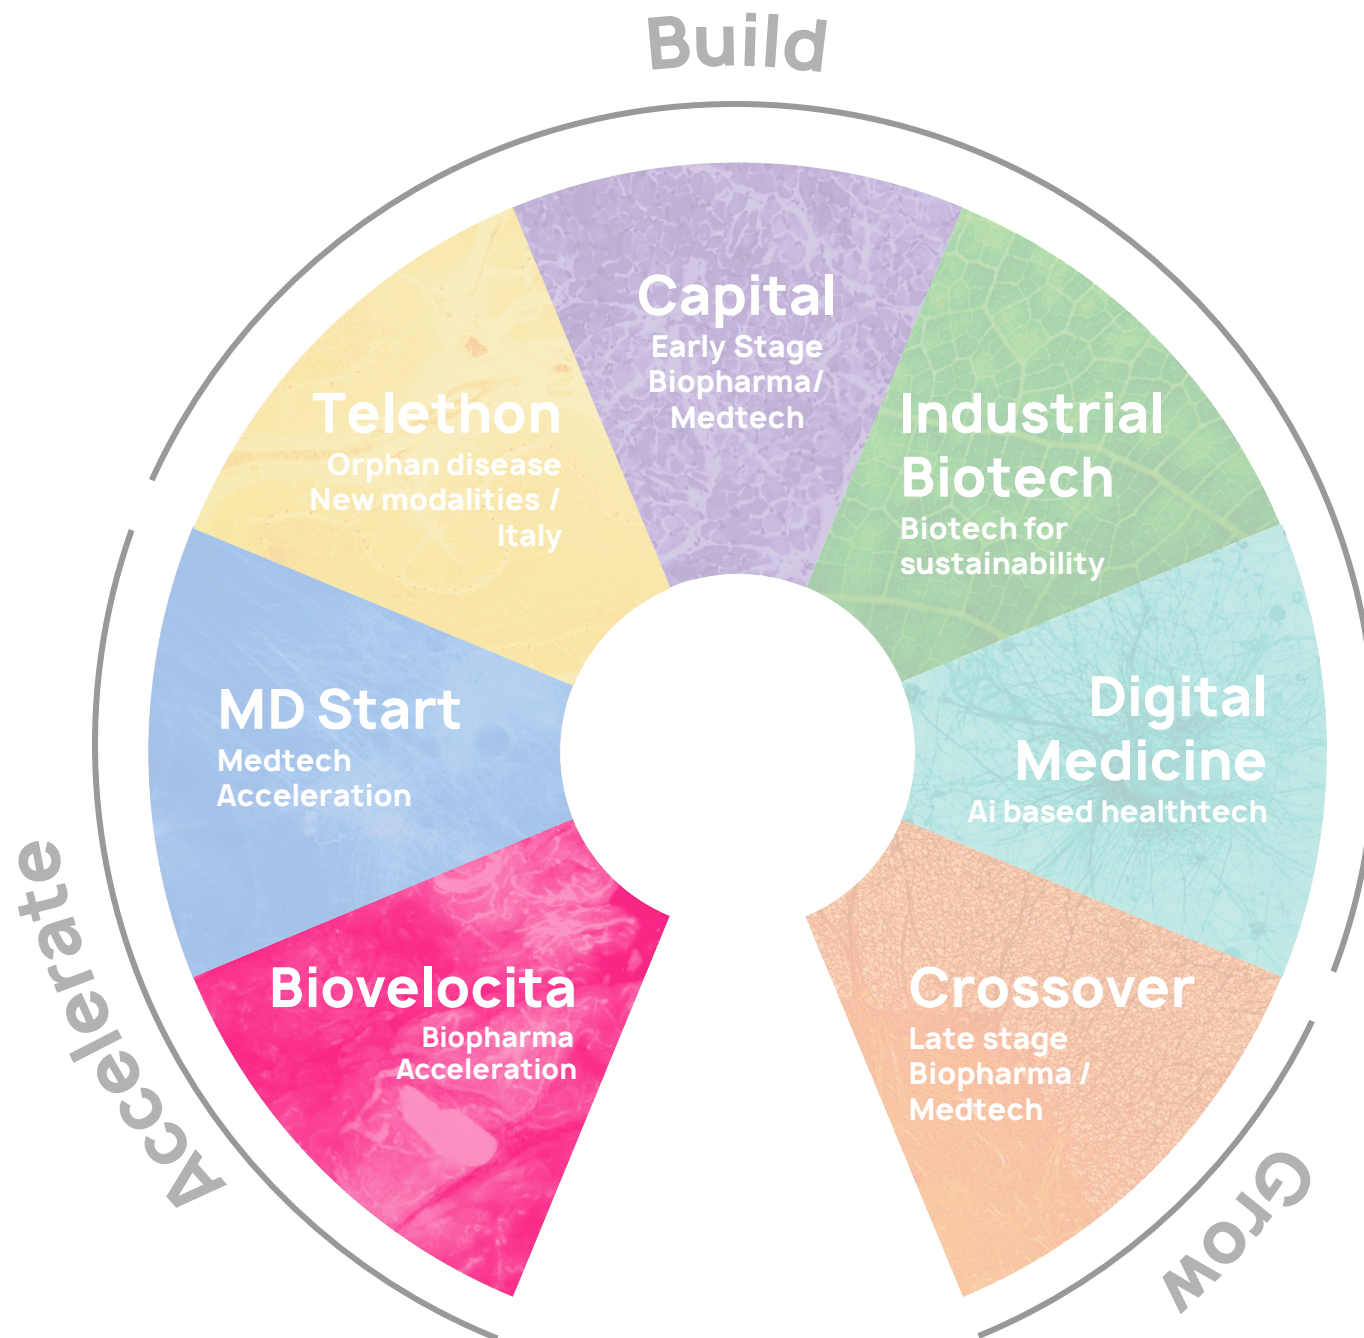 Build
Capital
Early Stage
Biopharma/
Medtech
Telethon
Orphan disease
New modalities /
Italy
Industrial
Biotech
Biotech for
sustainability
MD Start
Medtech
Acceleration
Digital
Medicine
Ai based healthtech
Biovelocita
Biopharma
Acceleration
Crossover
Late stage
Biopharma /
Medtech
Accelerate
Grow